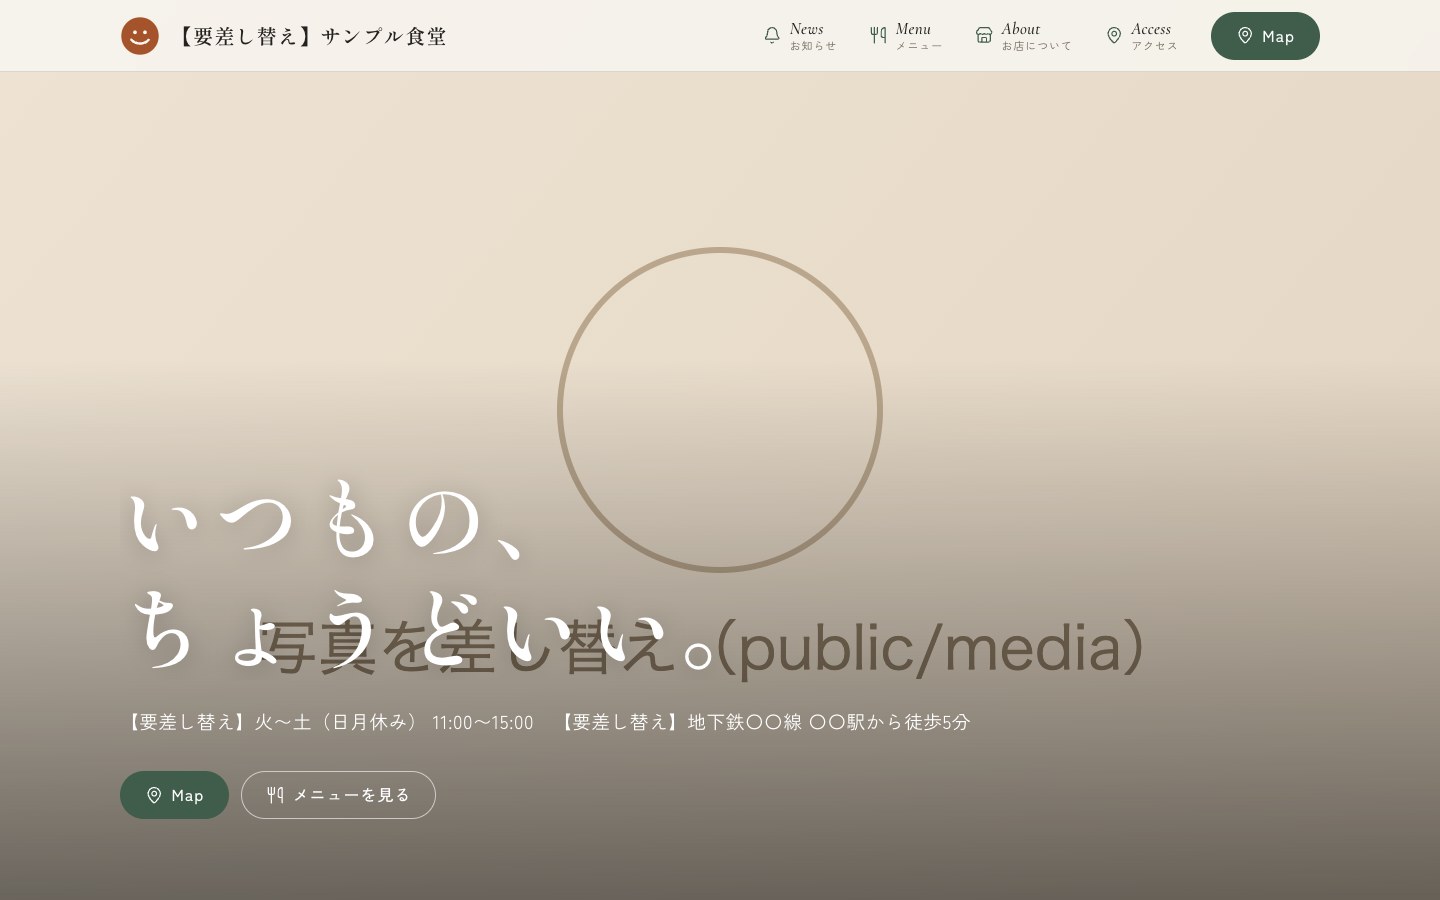 【要差し替え】サンプル食堂
News
お知らせ
Menu
メニュー
About
お店について
Access
アクセス
Map
いつもの、
ちょうどいい。
写真を差し替え(public/media)
【要差し替え】火〜土（日月休み） 11:00〜15:00 【要差し替え】地下鉄〇〇線 〇〇駅から徒歩5分
Map
メニューを見る